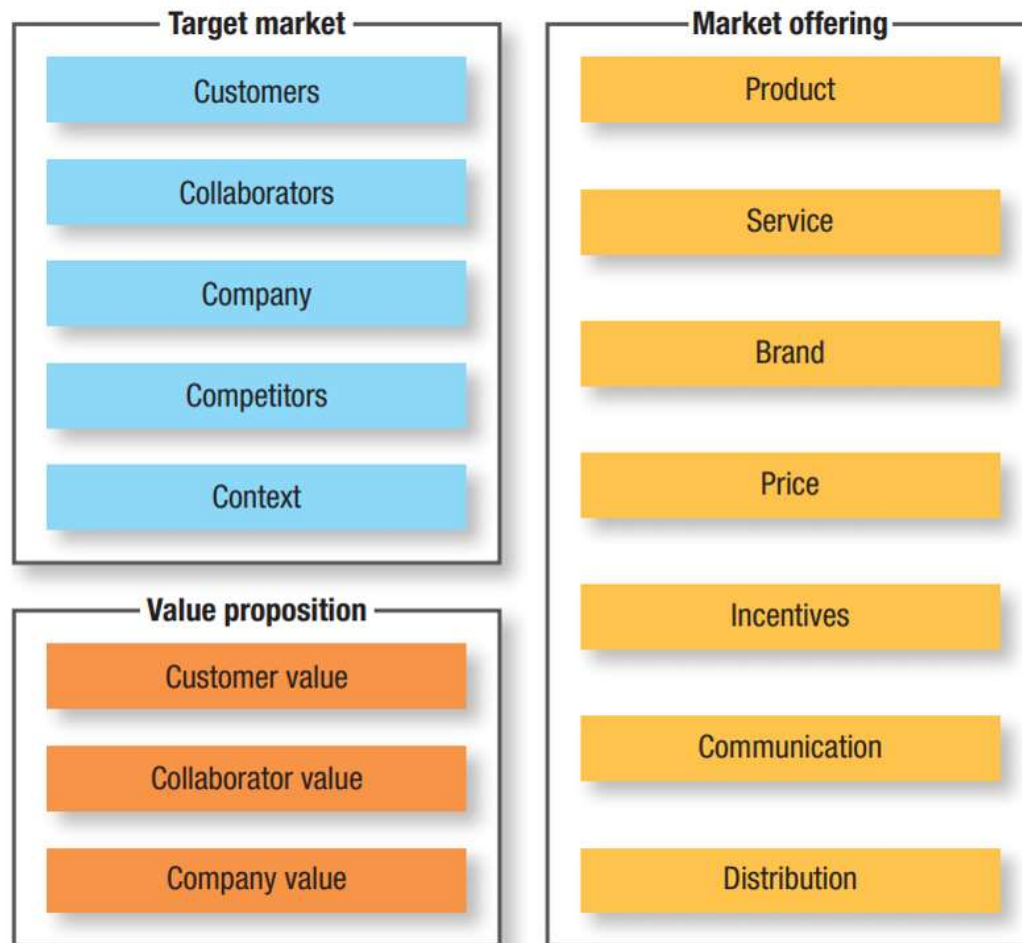 Target market
Customers
Collaborators
Company
Competitors
Context
Value proposition
Customer value
Collaborator value
Company value
Market offering
Product
Service
Brand
Price
Incentives
Communication
Distribution